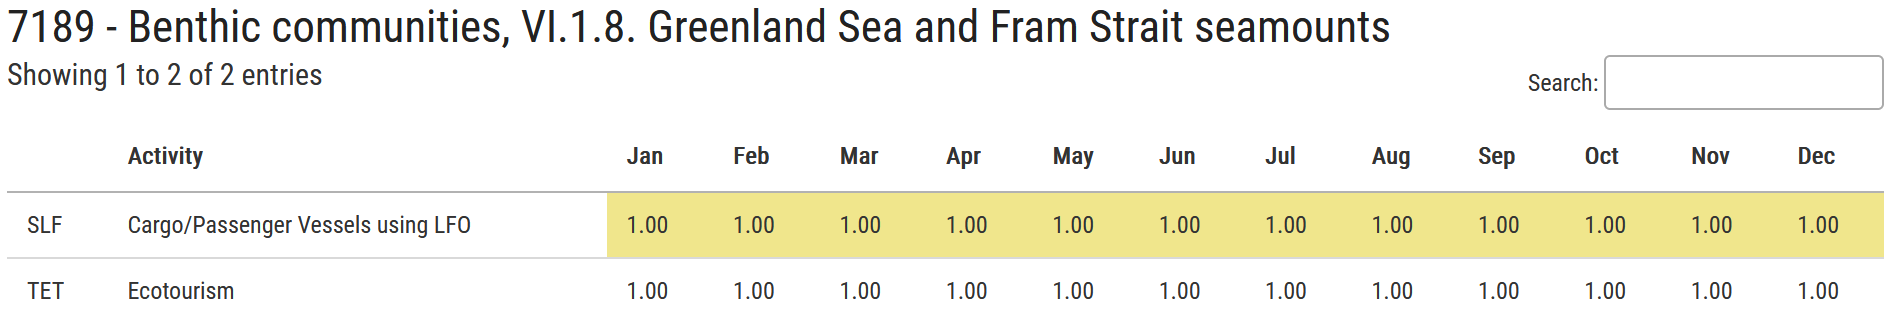 7189 - Benthic communities, VI.1.8. Greenland Sea and Fram Strait seamounts
Showing 1 to 2 of 2 entries
Search:
Activity Jan Feb Mar Apr May Jun Jul Aug Sep Oct Nov Dec
SLF Cargo/Passenger Vessels using LFO 1.00 1.00 1.00 1.00 1.00 1.00 1.00 1.00 1.00 1.00 1.00 1.00
TET Ecotourism 1.00 1.00 1.00 1.00 1.00 1.00 1.00 1.00 1.00 1.00 1.00 1.00